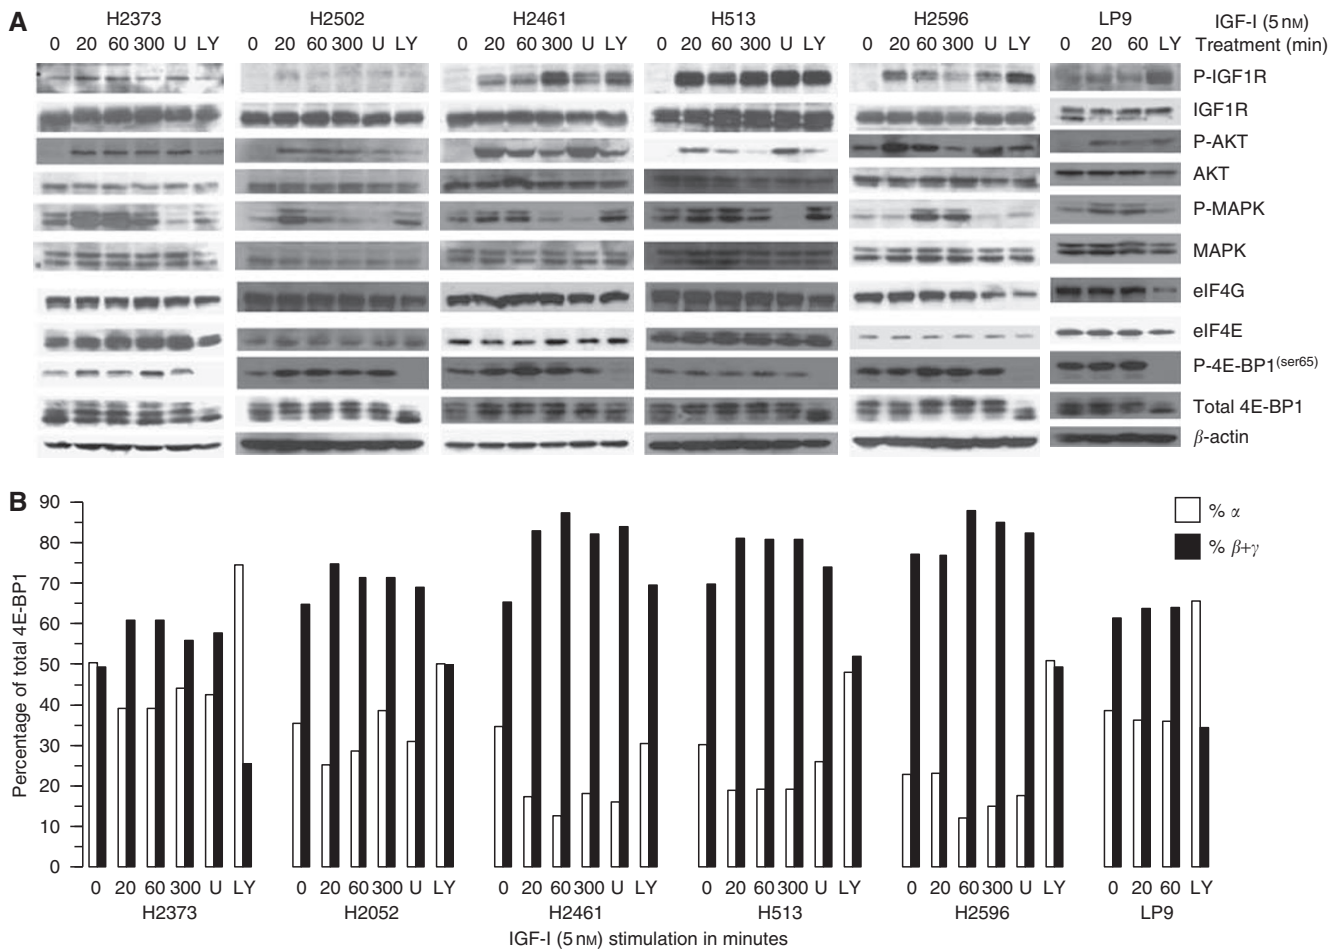 A
H2373 H2502 H2461 H513 H2596 LP9 IGF-I (5 nM)
0 20 60 300 U LY 0 20 60 300 U LY 0 20 60 300 U LY 0 20 60 300 U LY 0 20 60 300 U LY 0 20 60 LY Treatment (min)
P-IGF1R
IGF1R
P-AKT
AKT
P-MAPK
MAPK
eIF4G
eIF4E
P-4E-BP1(ser65)
Total 4E-BP1
β-actin
B
Percentage of total 4E-BP1
90
80
70
60
50
40
30
20
10
0
% α
% β+γ
0 20 60 300 U LY 0 20 60 300 U LY 0 20 60 300 U LY 0 20 60 300 U LY 0 20 60 300 U LY 0 20 60 LY
H2373 H2052 H2461 H513 H2596 LP9
IGF-I (5 nM) stimulation in minutes